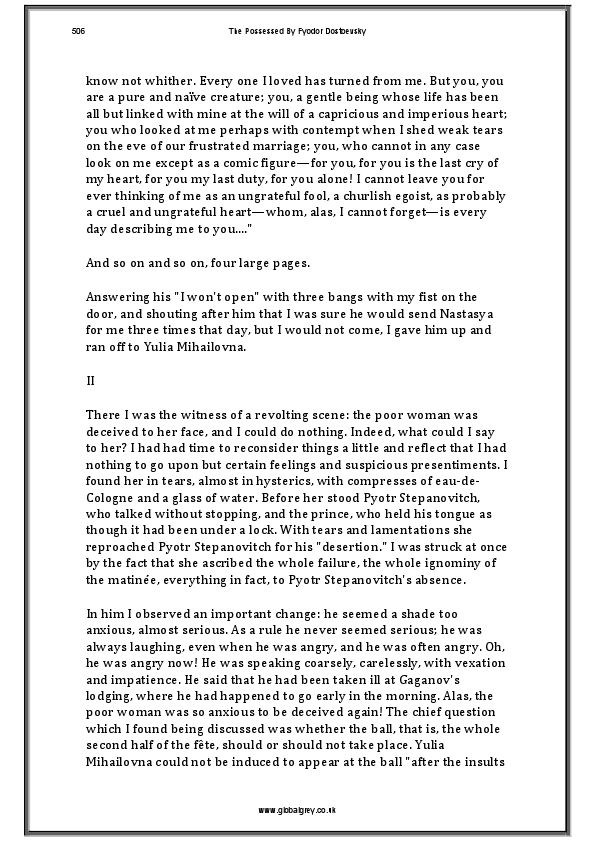 506
The Possessed By Fyodor Dostoevsky
know not whither. Every one I loved has turned from me. But you, you
are a pure and naïve creature; you, a gentle being whose life has been
all but linked with mine at the will of a capricious and imperious heart;
you who looked at me perhaps with contempt when I shed weak tears
on the eve of our frustrated marriage; you, who cannot in any case
look on me except as a comic figure—for you, for you is the last cry of
my heart, for you my last duty, for you alone! I cannot leave you for
ever thinking of me as an ungrateful fool, a churlish egoist, as probably
a cruel and ungrateful heart—whom, alas, I cannot forget—is every
day describing me to you...."
And so on and so on, four large pages.
Answering his "I won't open" with three bangs with my fist on the
door, and shouting after him that I was sure he would send Nastasya
for me three times that day, but I would not come, I gave him up and
ran off to Yulia Mihailovna.
II
There I was the witness of a revolting scene: the poor woman was
deceived to her face, and I could do nothing. Indeed, what could I say
to her? I had had time to reconsider things a little and reflect that I had
nothing to go upon but certain feelings and suspicious presentiments. I
found her in tears, almost in hysterics, with compresses of eau-de-
Cologne and a glass of water. Before her stood Pyotr Stepanovitch,
who talked without stopping, and the prince, who held his tongue as
though it had been under a lock. With tears and lamentations she
reproached Pyotr Stepanovitch for his "desertion." I was struck at once
by the fact that she ascribed the whole failure, the whole ignominy of
the matinée, everything in fact, to Pyotr Stepanovitch's absence.
In him I observed an important change: he seemed a shade too
anxious, almost serious. As a rule he never seemed serious; he was
always laughing, even when he was angry, and he was often angry. Oh,
he was angry now! He was speaking coarsely, carelessly, with vexation
and impatience. He said that he had been taken ill at Gaganov's
lodging, where he had happened to go early in the morning. Alas, the
poor woman was so anxious to be deceived again! The chief question
which I found being discussed was whether the ball, that is, the whole
second half of the fête, should or should not take place. Yulia
Mihailovna could not be induced to appear at the ball "after the insults
www.globalgrey.co.uk